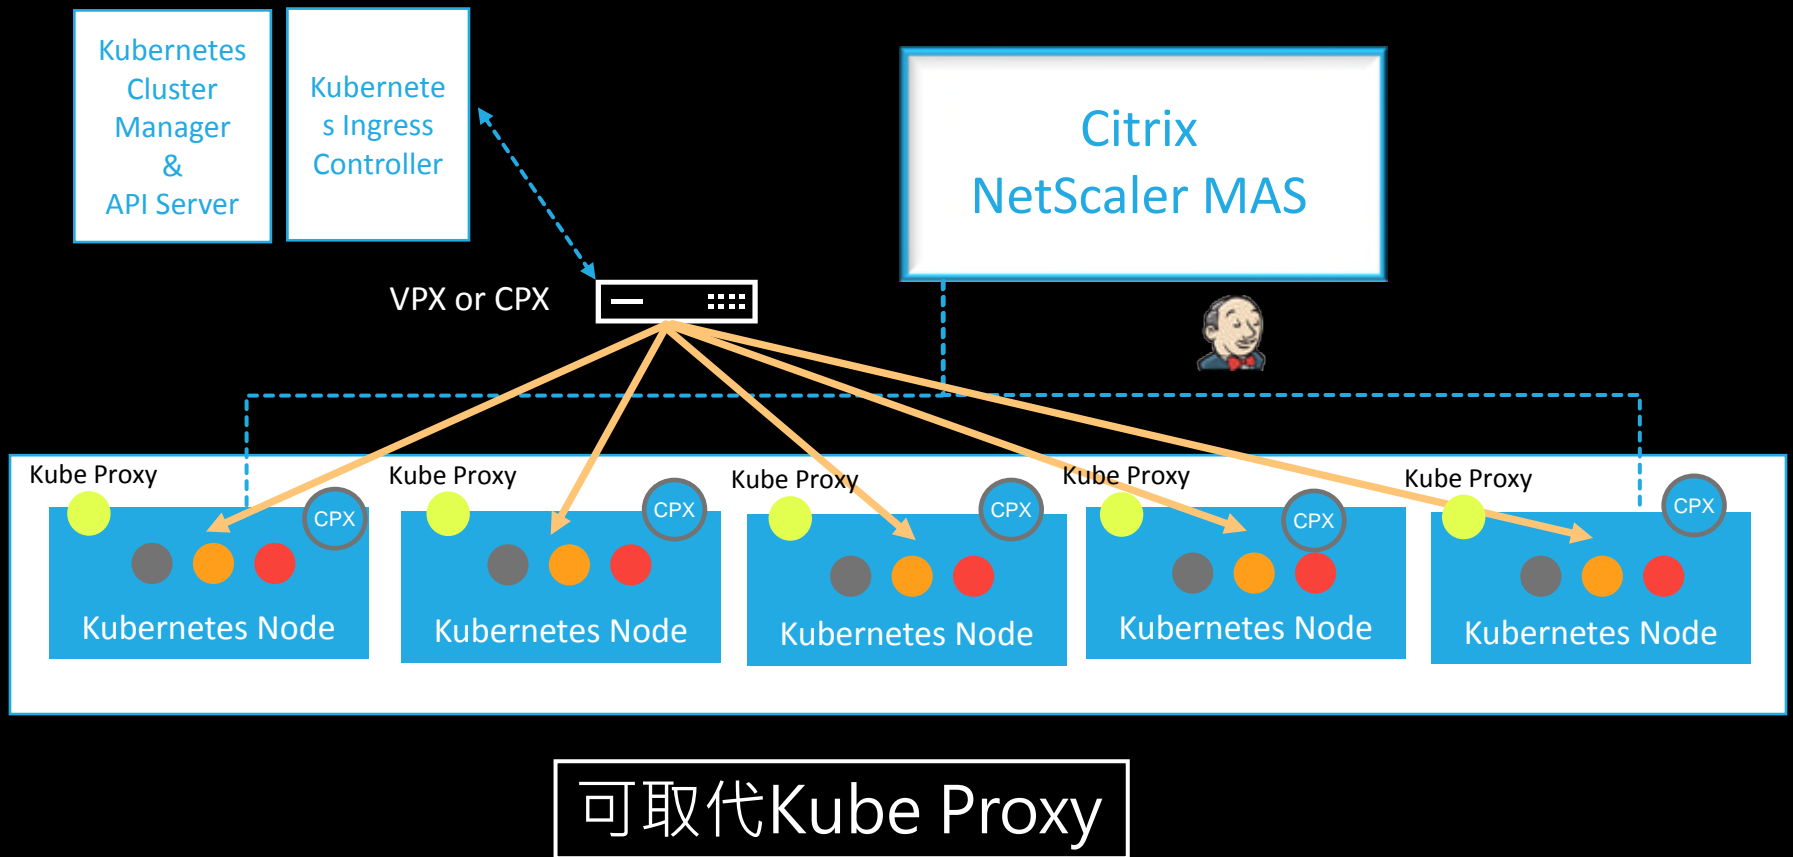 Kubernetes
Cluster
Manager
&
API Server
Kubernete
s Ingress
Controller
Citrix
NetScaler MAS
VPX or CPX
Kube Proxy
Kube Proxy
Kube Proxy
Kube Proxy
Kube Proxy
CPX
CPX
CPX
CPX
CPX
Kubernetes Node
Kubernetes Node
Kubernetes Node
Kubernetes Node
Kubernetes Node
可取代Kube Proxy